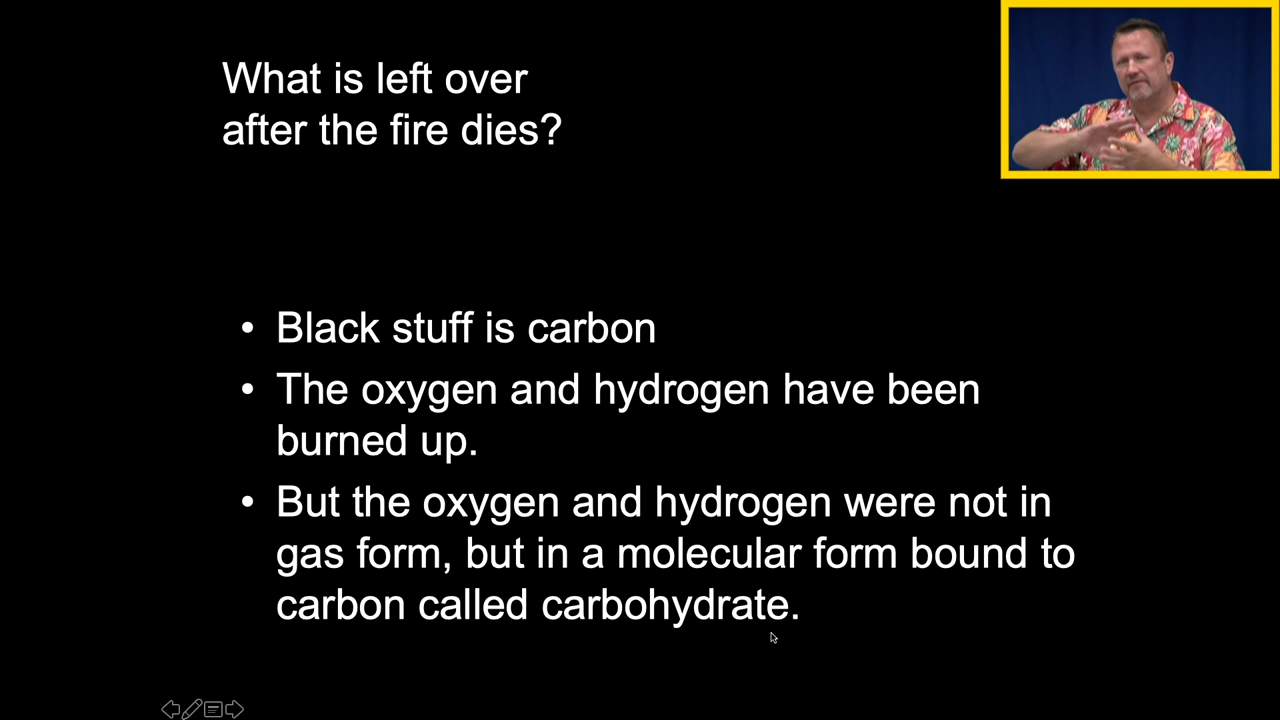 What is left over
after the fire dies?
• Black stuff is carbon
• The oxygen and hydrogen have been
burned up.
• But the oxygen and hydrogen were not in
gas form, but in a molecular form bound to
carbon called carbohydrate.